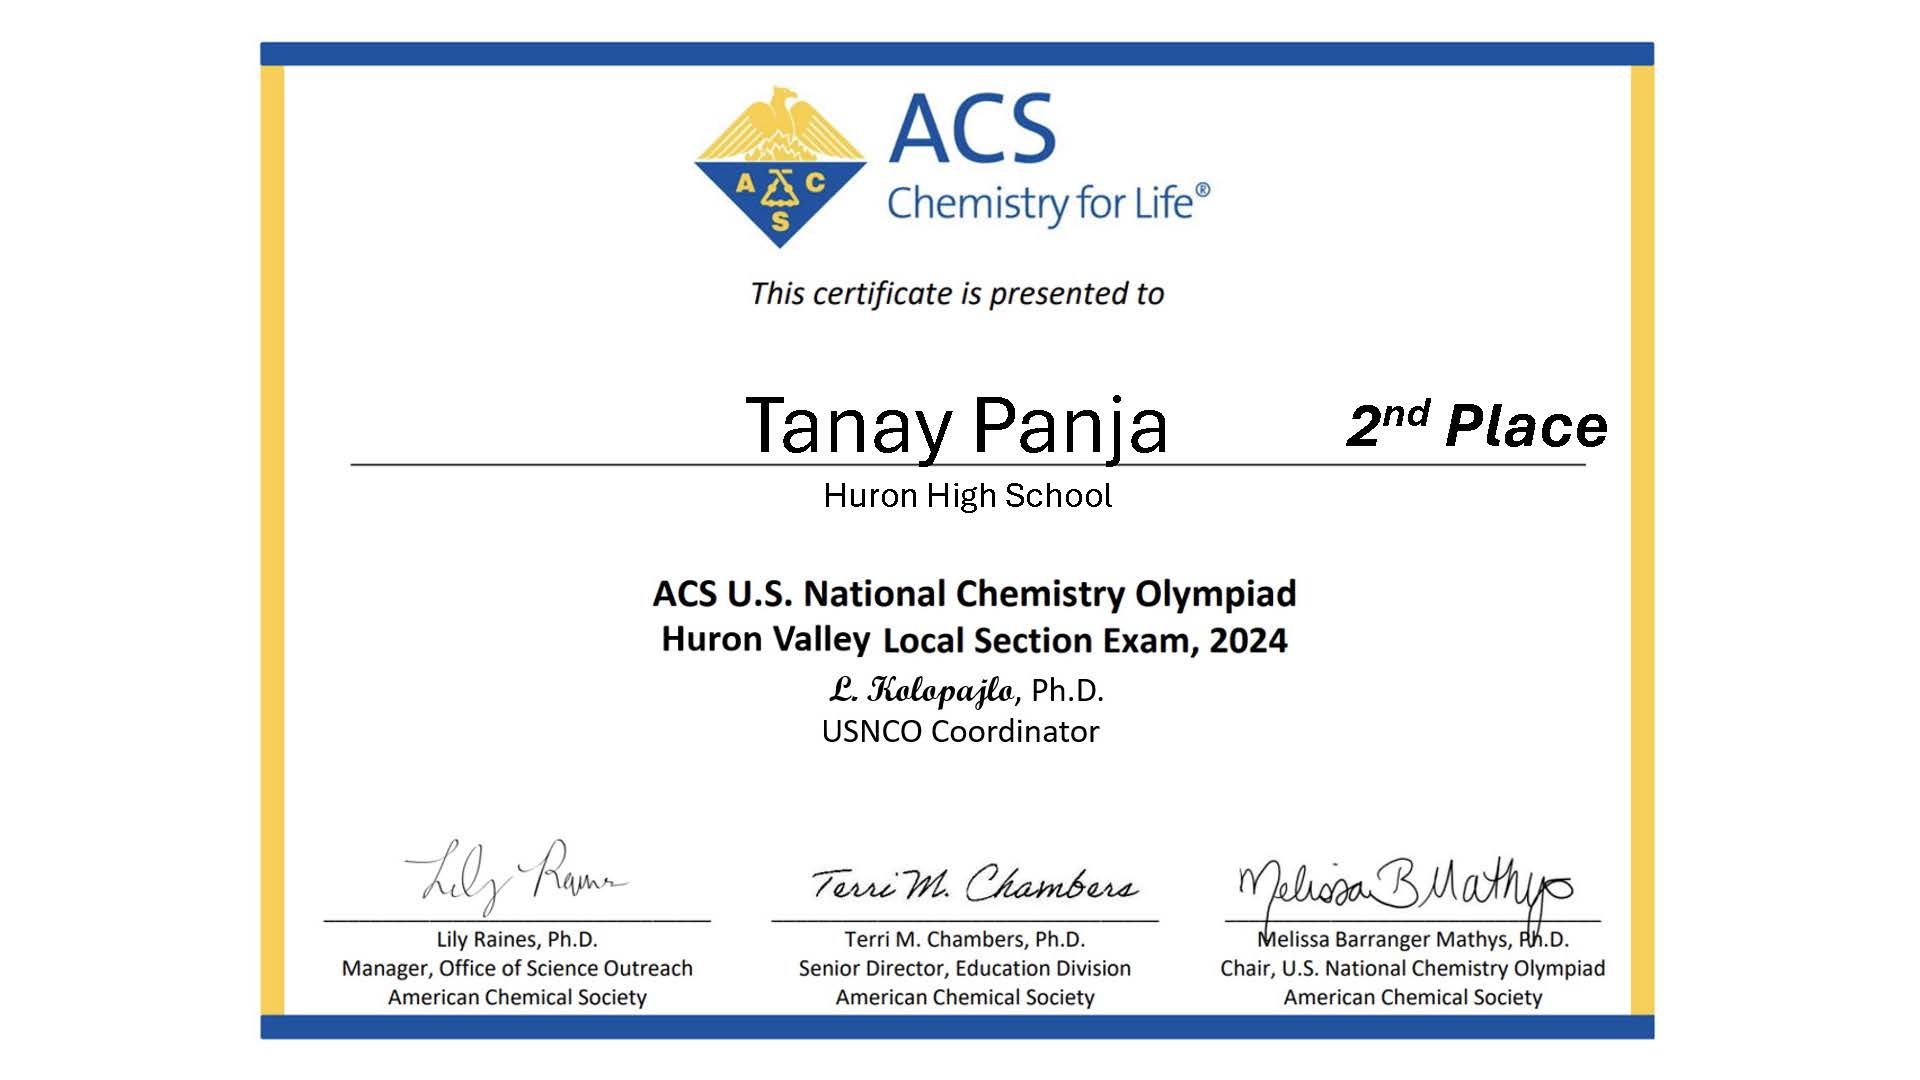 ACS
Chemistry for Life®
A C
S
This certificate is presented to
Tanay Panja
2nd Place
Huron High School
ACS U.S. National Chemistry Olympiad
Huron Valley Local Section Exam, 2024
L. Kolopajlo, Ph.D.
USNCO Coordinator
Lily Raines
Terri M. Chambers
Melissa B Mathys
Lily Raines, Ph.D.
Manager, Office of Science Outreach
American Chemical Society
Terri M. Chambers, Ph.D.
Senior Director, Education Division
American Chemical Society
Melissa Barranger Mathys, Ph.D.
Chair, U.S. National Chemistry Olympiad
American Chemical Society